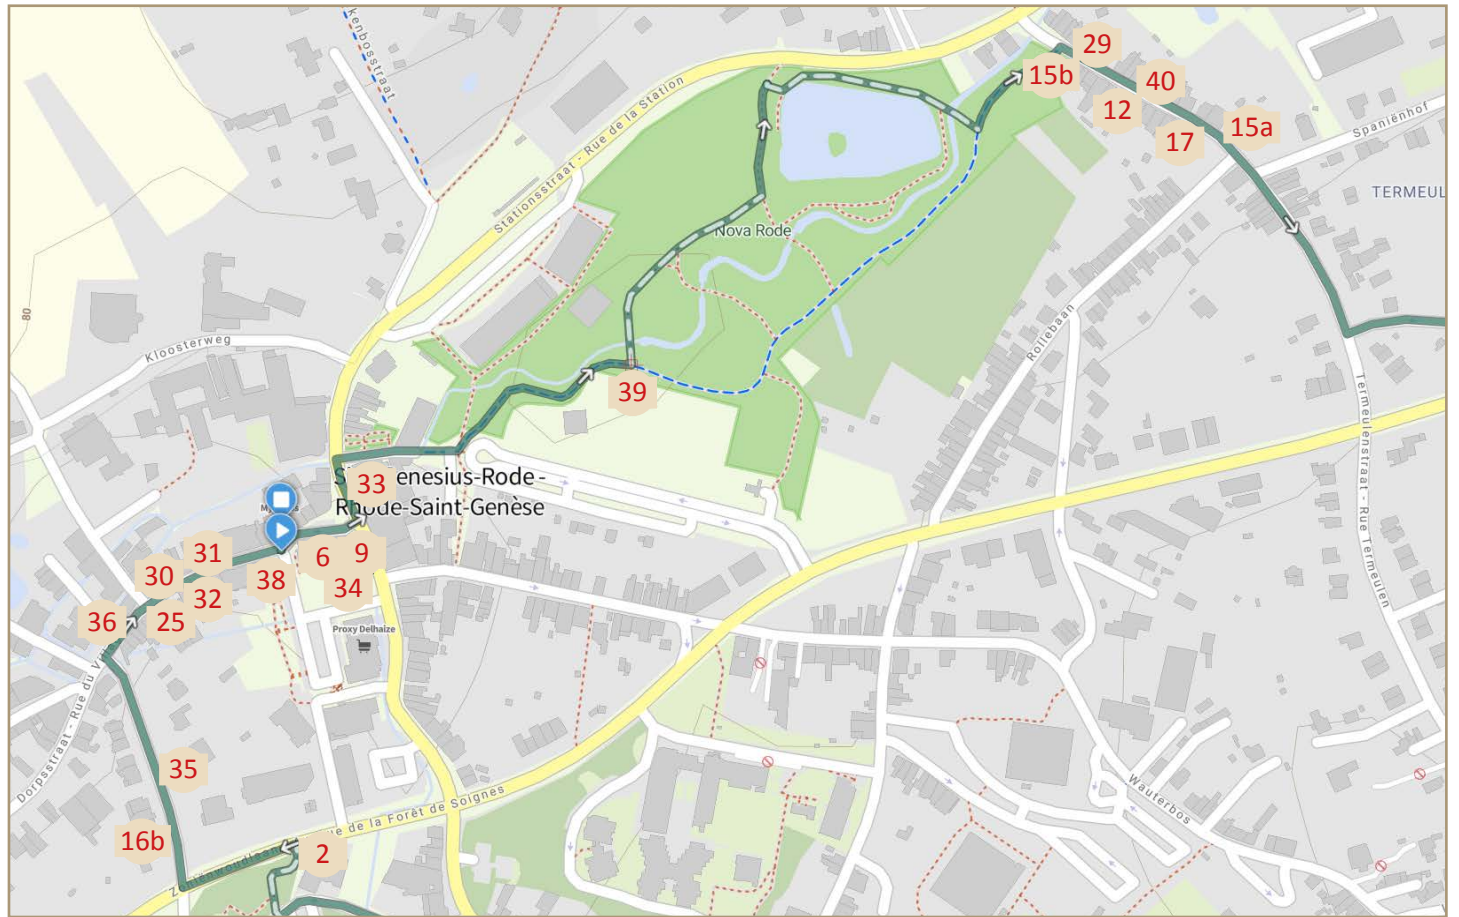 kenbosstraat
29
15b
40
12
17
15a
Spaniënhof
TERMEUL
Stationsstraat - Rue de la Station
Nova Rode
80
Kloosterweg
Rollebaan
39
Termeulenstraat - Rue Termeulen
33
enesius-Rode -
Rhode-Saint-Genèse
31
6
9
30
38
34
32
36
25
Proxy Delhaize
Dorpsstraat - Rue du
35
Wauterbos
16b
2
de la Forêt de Soignes